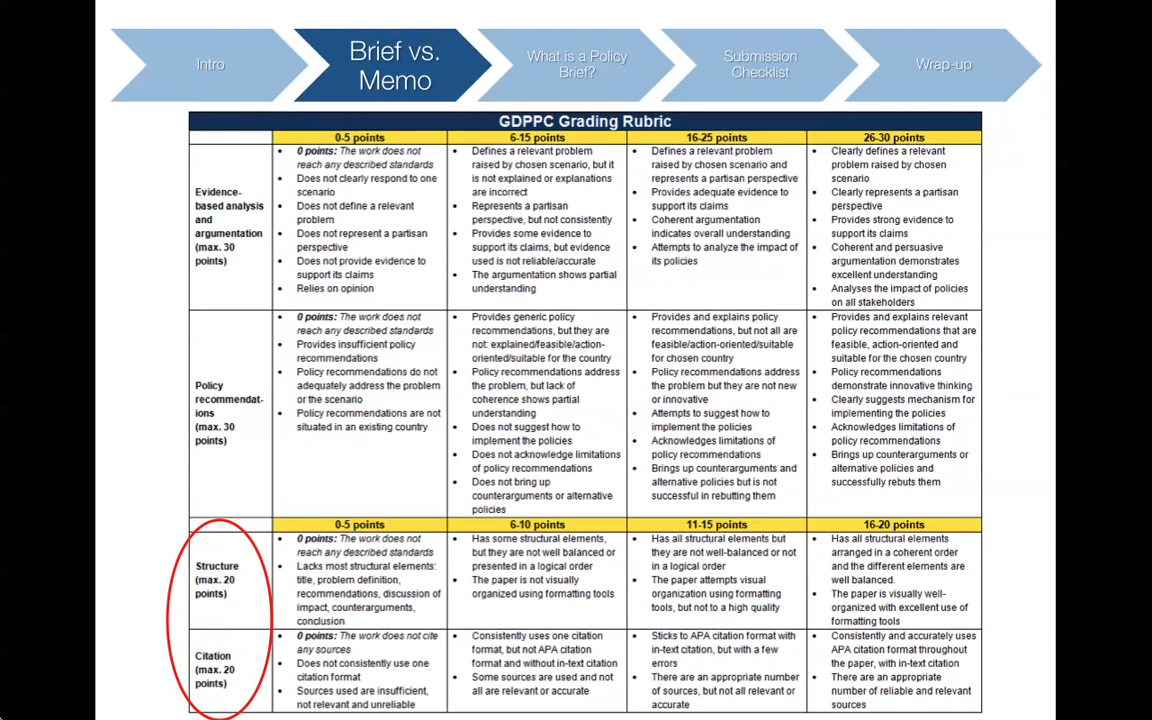 Intro
Brief vs.
Memo
What is a Policy
Brief?
Submission
Checklist
Wrap-up
GDPPC Grading Rubric
0-5 points
6-15 points
16-25 points
26-30 points
Evidence-
based analysis
and
argumentation
(max. 30
points)
• 0 points: The work does not
reach any described standards
• Does not clearly respond to one
scenario
• Does not define a relevant
problem
• Does not represent a partisan
perspective
• Does not provide evidence to
support its claims
• Relies on opinion
• Defines a relevant problem
raised by chosen scenario, but it
is not explained or explanations
are incorrect
• Represents a partisan
perspective, but not consistently
• Provides some evidence to
support its claims, but evidence
used is not reliable/accurate
• The argumentation shows partial
understanding
• Defines a relevant problem
raised by chosen scenario and
represents a partisan perspective
• Provides adequate evidence to
support its claims
• Coherent argumentation
indicates overall understanding
• Attempts to analyze the impact of
its policies
• Clearly defines a relevant
problem raised by chosen
scenario
• Clearly represents a partisan
perspective
• Provides strong evidence to
support its claims
• Coherent and persuasive
argumentation demonstrates
excellent understanding
• Analyses the impact of policies
on all stakeholders
Policy
recommendat-
ions
(max. 30
points)
• 0 points: The work does not
reach any described standards
• Provides insufficient policy
recommendations
• Policy recommendations do not
adequately address the problem
or the scenario
• Policy recommendations are not
situated in an existing country
• Provides generic policy
recommendations, but they are
not: explained/feasible/action-
oriented/suitable for the country
• Policy recommendations address
the problem, but lack of
coherence shows partial
understanding
• Does not suggest how to
implement the policies
• Does not acknowledge limitations
of policy recommendations
• Does not bring up
counterarguments or alternative
policies
• Provides and explains policy
recommendations, but not all are
feasible/action-oriented/suitable
for chosen country
• Policy recommendations address
the problem but they are not new
or innovative
• Attempts to suggest how to
implement the policies
• Acknowledges limitations of
policy recommendations
• Brings up counterarguments and
alternative policies but is not
successful in rebutting them
• Provides and explains relevant
policy recommendations that are
feasible, action-oriented and
suitable for the chosen country
• Policy recommendations
demonstrate innovative thinking
• Clearly suggests mechanism for
implementing the policies
• Acknowledges limitations of
policy recommendations
• Brings up counterarguments or
alternative policies and
successfully rebuts them
0-5 points
6-10 points
11-15 points
16-20 points
Structure
(max. 20
points)
• 0 points: The work does not
reach any described standards
• Lacks most structural elements:
title, problem definition,
recommendations, discussion of
impact, counterarguments,
conclusion
• Has some structural elements,
but they are not well balanced or
presented in a logical order
• The paper is not visually
organized using formatting tools
• Has all structural elements but
they are not well-balanced or not
in a logical order
• The paper attempts visual
organization using formatting
tools, but not to a high quality
• Has all structural elements
arranged in a coherent order
and the different elements are
well balanced.
• The paper is visually well-
organized with excellent use of
formatting tools
Citation
(max. 20
points)
• 0 points: The work does not cite
any sources
• Does not consistently use one
citation format
• Sources used are insufficient,
not relevant and unreliable
• Consistently uses one citation
format, but not APA citation
format and without in-text citation
• Some sources are used and not
all are relevant or accurate
• Sticks to APA citation format with
in-text citation, but with a few
errors
• There are an appropriate number
of sources, but not all relevant or
accurate
• Consistently and accurately uses
APA citation format throughout
the paper, with in-text citation
• There are an appropriate
number of reliable and relevant
sources